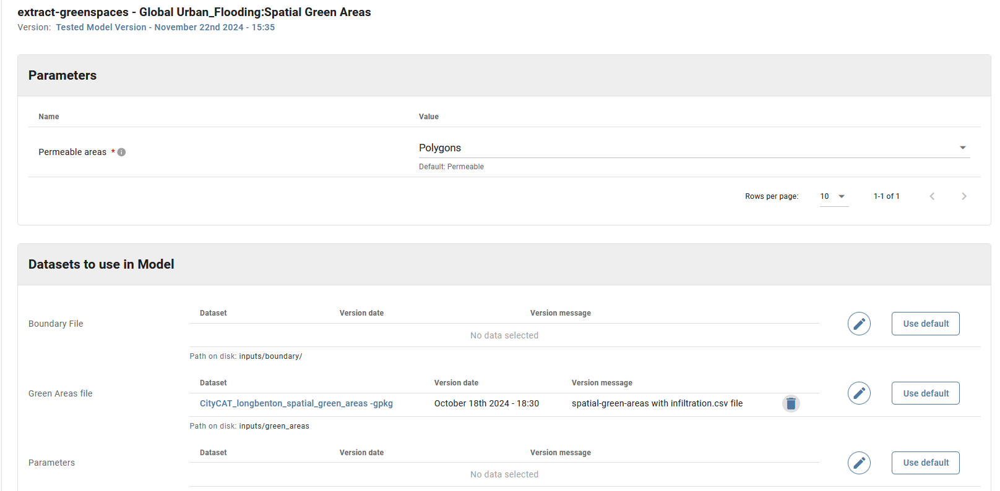 extract-greenspaces - Global Urban_Flooding:Spatial Green Areas
Version: Tested Model Version - November 22nd 2024 - 15:35
Parameters
Name Value
Permeable areas * Polygons
Default: Permeable
Rows per page: 10 1-1 of 1
Datasets to use in Model
Boundary File
Dataset Version date Version message
No data selected
Use default
Path on disk: inputs/boundary/
Green Areas file
Dataset Version date Version message
CityCAT_longbenton_spatial_green_areas -gpkg October 18th 2024 - 18:30 spatial-green-areas with infiltration.csv file
Use default
Path on disk: inputs/green_areas
Parameters
Dataset Version date Version message
No data selected
Use default